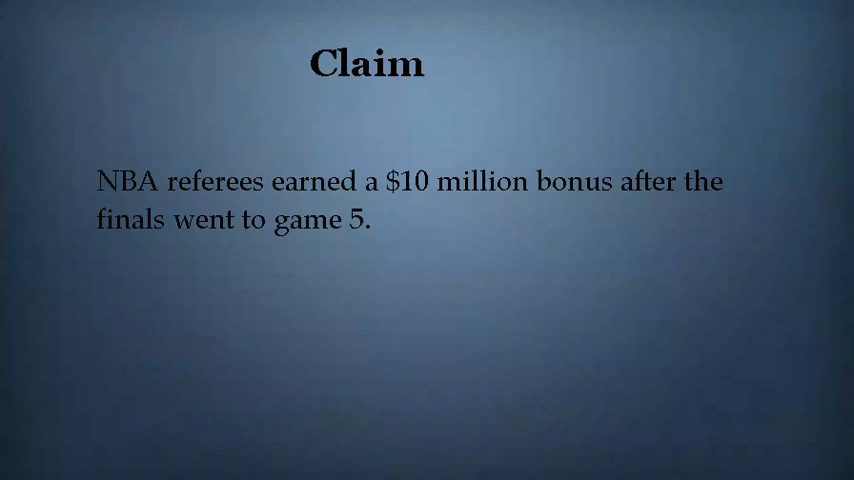 Claim
NBA referees earned a $10 million bonus after the
finals went to game 5.